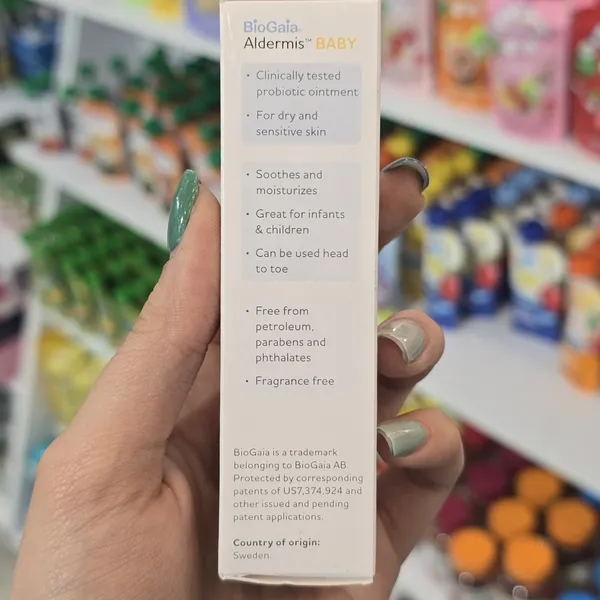 BioGaia®
Aldermis™ BABY
• Clinically tested
probiotic ointment
• For dry and
sensitive skin
• Soothes and
moisturizes
• Great for infants
& children
• Can be used head
to toe
• Free from
petroleum,
parabens and
phthalates
• Fragrance free
BioGaia is a trademark
belonging to BioGaia AB.
Protected by corresponding
patents of US7,374,924 and
other issued and pending
patent applications.
Country of origin:
Sweden.